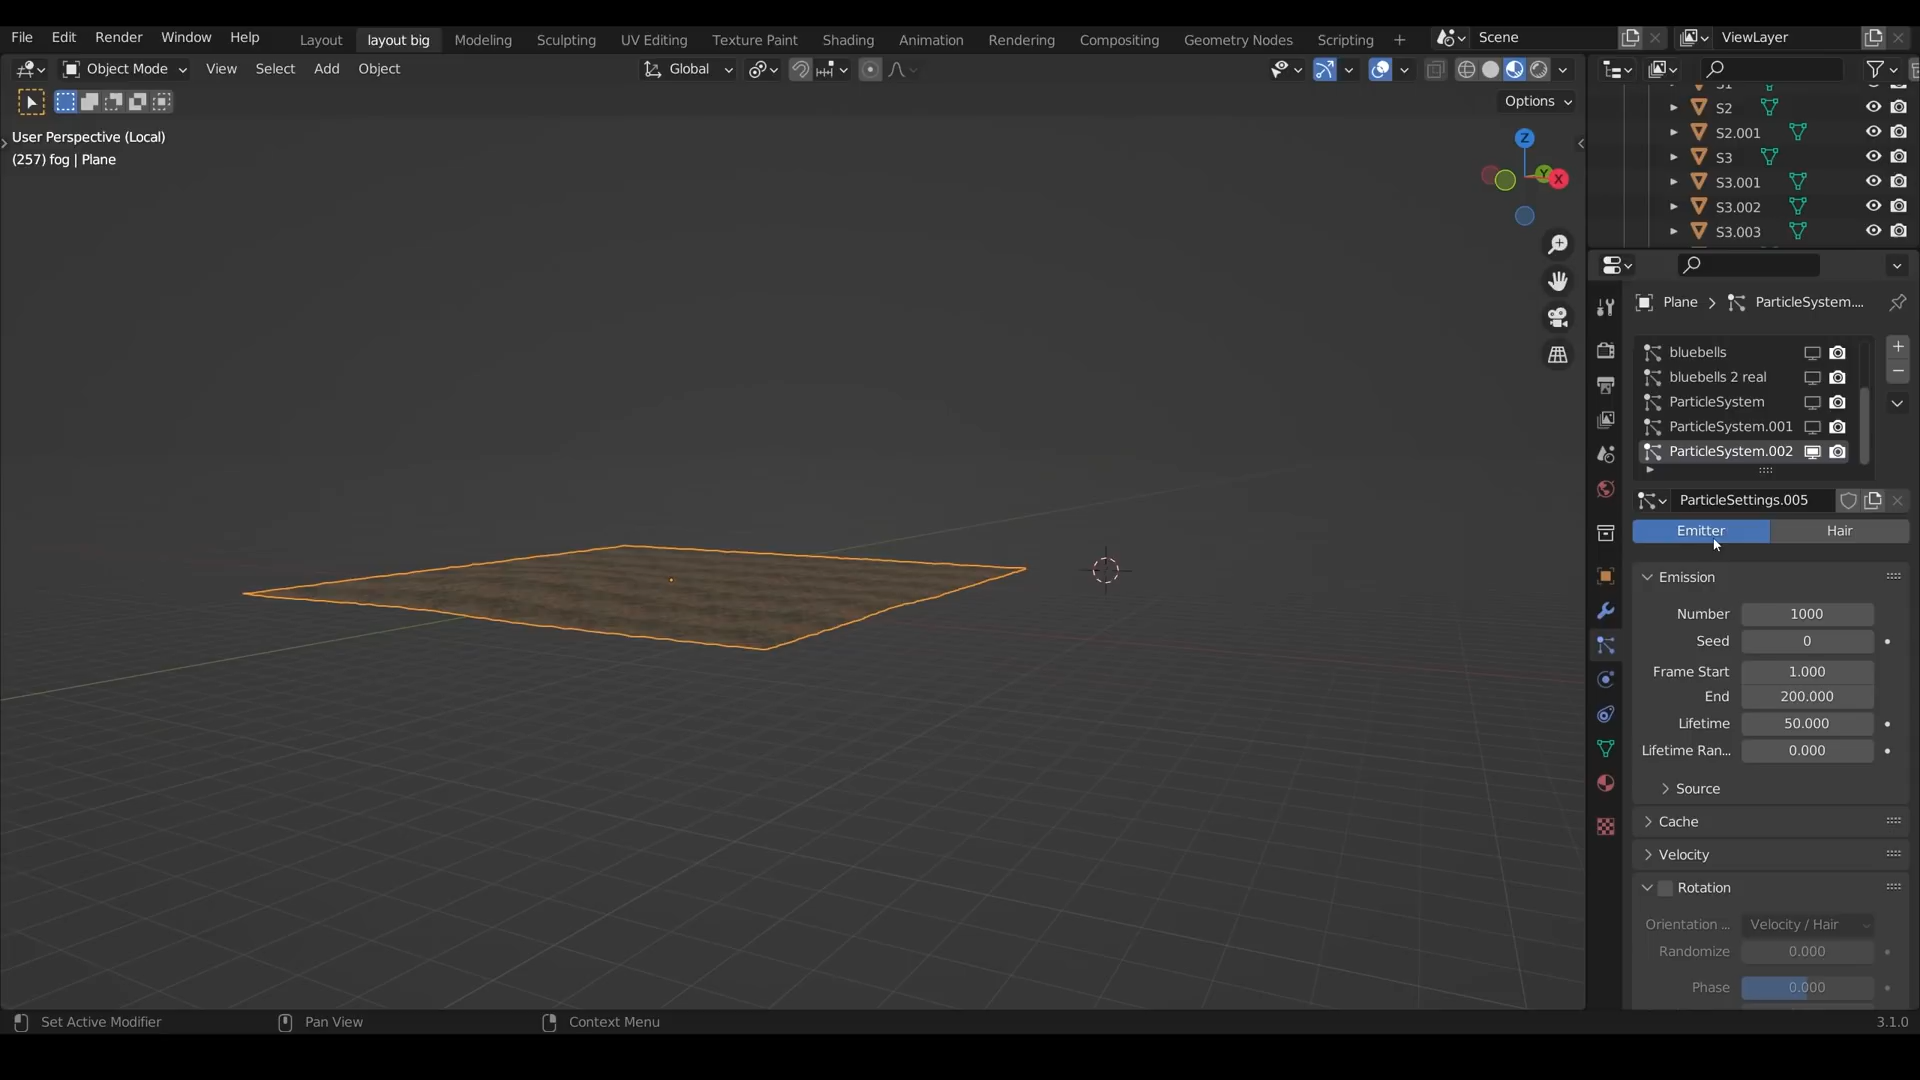 File Edit Render Window Help Layout layout big Modeling Sculpting UV Editing Texture Paint Shading Animation Rendering Compositing Geometry Nodes Scripting + Scene ViewLayer
Object Mode View Select Add Object Global
Options
User Perspective (Local)
(257) fog | Plane
Z
Y
X
S1
S2
S2.001
S3
S3.001
S3.002
S3.003
Plane > ParticleSystem....
bluebells
bluebells 2 real
ParticleSystem
ParticleSystem.001
ParticleSystem.002
ParticleSettings.005
Emitter Hair
Emission
Number 1000
Seed 0
Frame Start 1.000
End 200.000
Lifetime 50.000
Lifetime Ran... 0.000
Source
Cache
Velocity
Rotation
Orientation ... Velocity / Hair
Randomize 0.000
Phase 0.000
Set Active Modifier Pan View Context Menu 3.1.0